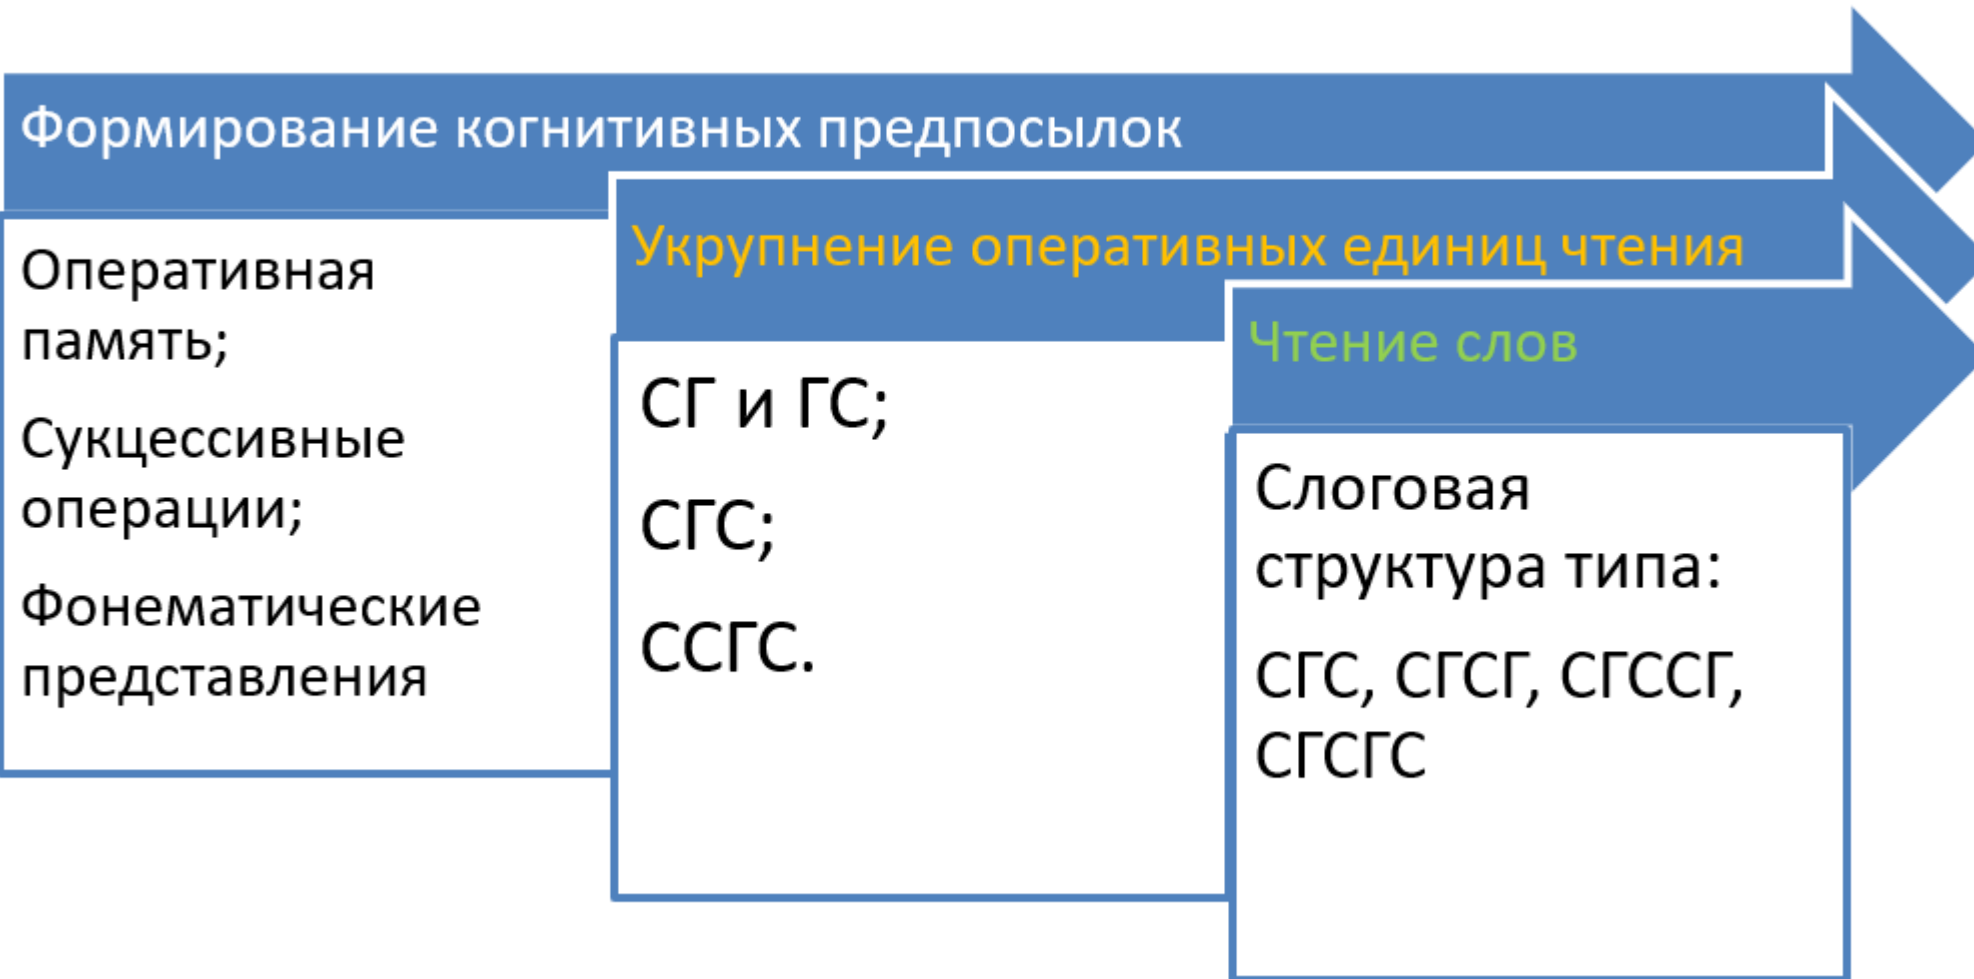 Формирование когнитивных предпосылок
Оперативная
память;
Сукцессивные
операции;
Фонематические
представления
Укрупнение оперативных единиц чтения
СГ и ГС;
СГС;
ССГС.
Чтение слов
Слоговая
структура типа:
СГС, СГСГ, СГССГ,
СГСГС